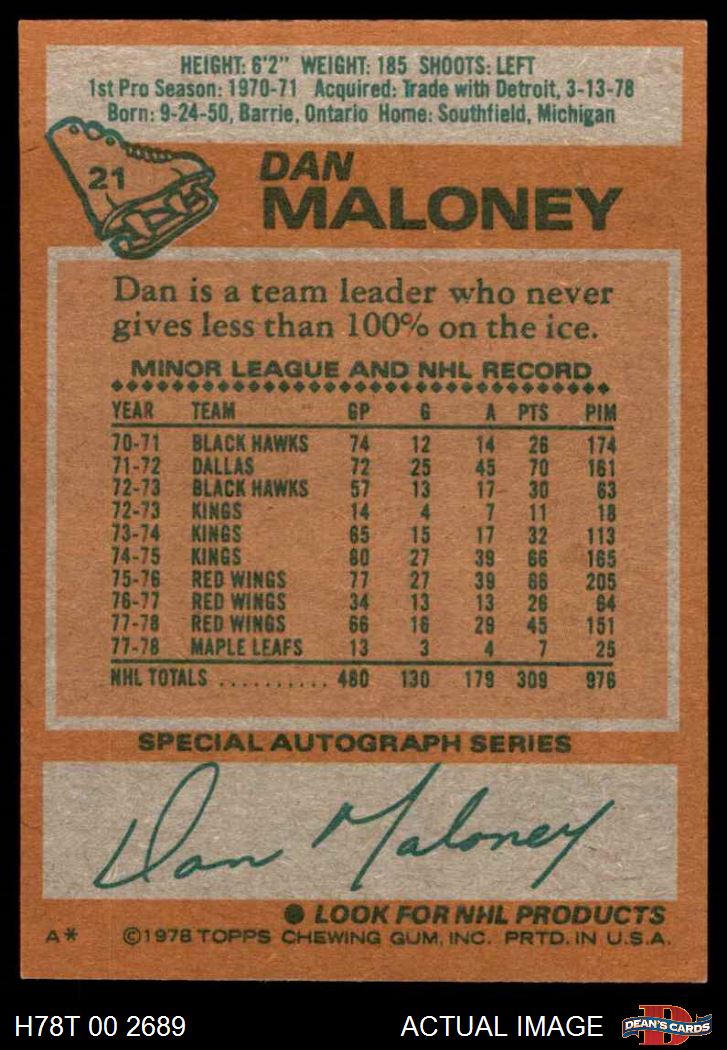 HEIGHT: 6'2" WEIGHT: 185 SHOOTS: LEFT
1st Pro Season: 1970-71 Acquired: Trade with Detroit, 3-13-78
Born: 9-24-50, Barrie, Ontario Home: Southfield, Michigan
21
DAN
MALONEY
Dan is a team leader who never
gives less than 100% on the ice.
MINOR LEAGUE AND NHL RECORD
YEAR TEAM GP G A PTS PIM
70-71 BLACK HAWKS 74 12 14 26 174
71-72 DALLAS 72 25 45 70 161
72-73 BLACK HAWKS 57 13 17 30 63
72-73 KINGS 14 4 7 11 18
73-74 KINGS 65 15 17 32 113
74-75 KINGS 80 27 39 66 165
75-76 RED WINGS 77 27 39 66 205
76-77 RED WINGS 34 13 13 26 64
77-78 RED WINGS 66 16 29 45 151
77-78 MAPLE LEAFS 13 3 4 7 25
NHL TOTALS .......... 480 130 179 309 978
SPECIAL AUTOGRAPH SERIES
Dan Maloney
● LOOK FOR NHL PRODUCTS
A* ©1978 TOPPS CHEWING GUM, INC. PRTD. IN U.S.A.
H78T 00 2689 ACTUAL IMAGE D DEAN'S CARDS